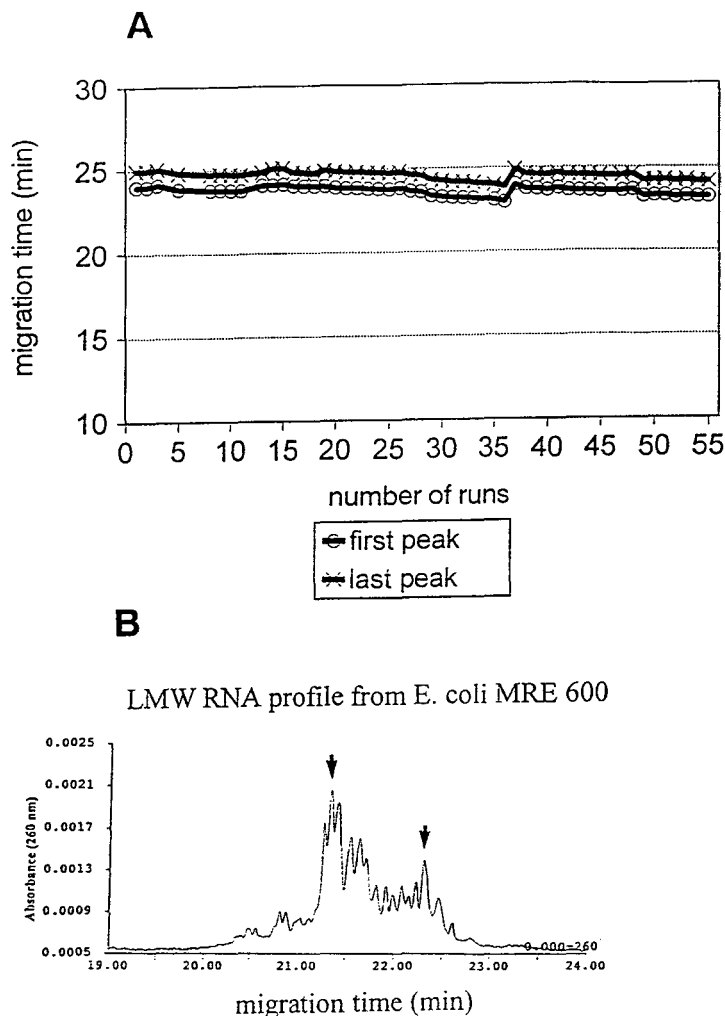 A
30
25
20
15
10
migration time (min)
0 5 10 15 20 25 30 35 40 45 50 55
number of runs
first peak
last peak
B
LMW RNA profile from E. coli MRE 600
0.0025
0.0021
0.0017
0.0013
0.0009
0.0005
Absorbance (260 nm)
0.000-260
19.00 20.00 21.00 22.00 23.00 24.00
migration time (min)